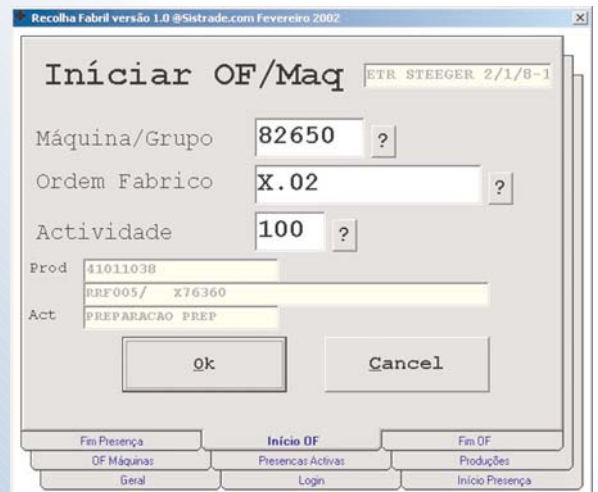 Recolha Fabril versão 1.0 @Sistrade.com Fevereiro 2002
Iníciar OF/Maq ETR STEEGER 2/1/8-1
Máquina/Grupo 82650 ?
Ordem Fabrico X.02 ?
Actividade 100 ?
Prod 41011038
RRF005/ X76360
Act PREPARACAO PREP
Ok Cancel
Fim Presença Início OF Fim OF
OF Máquinas Presencas Activas Produções
Geral Login Início Presença